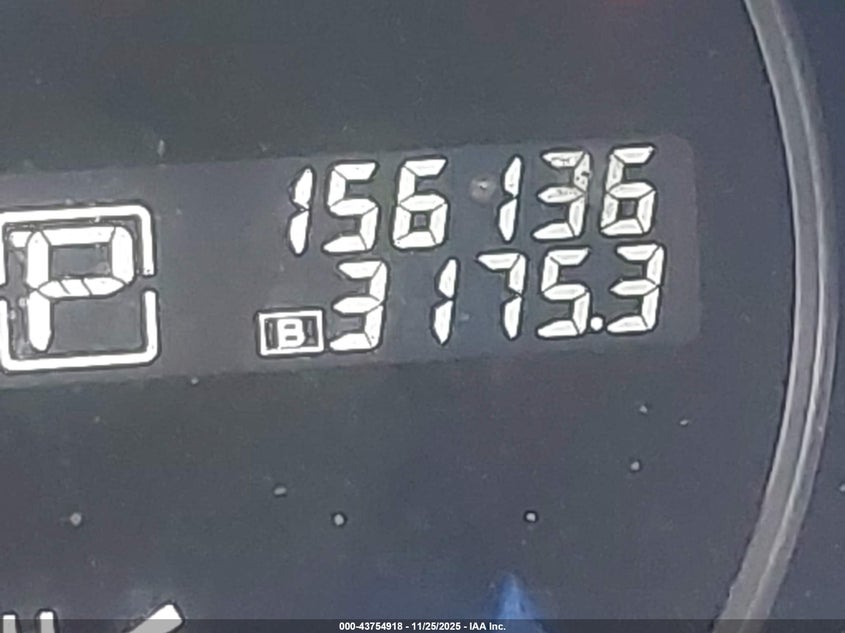 156136
P
B 3175.3
000-43754918 - 11/25/2025 - IAA Inc.